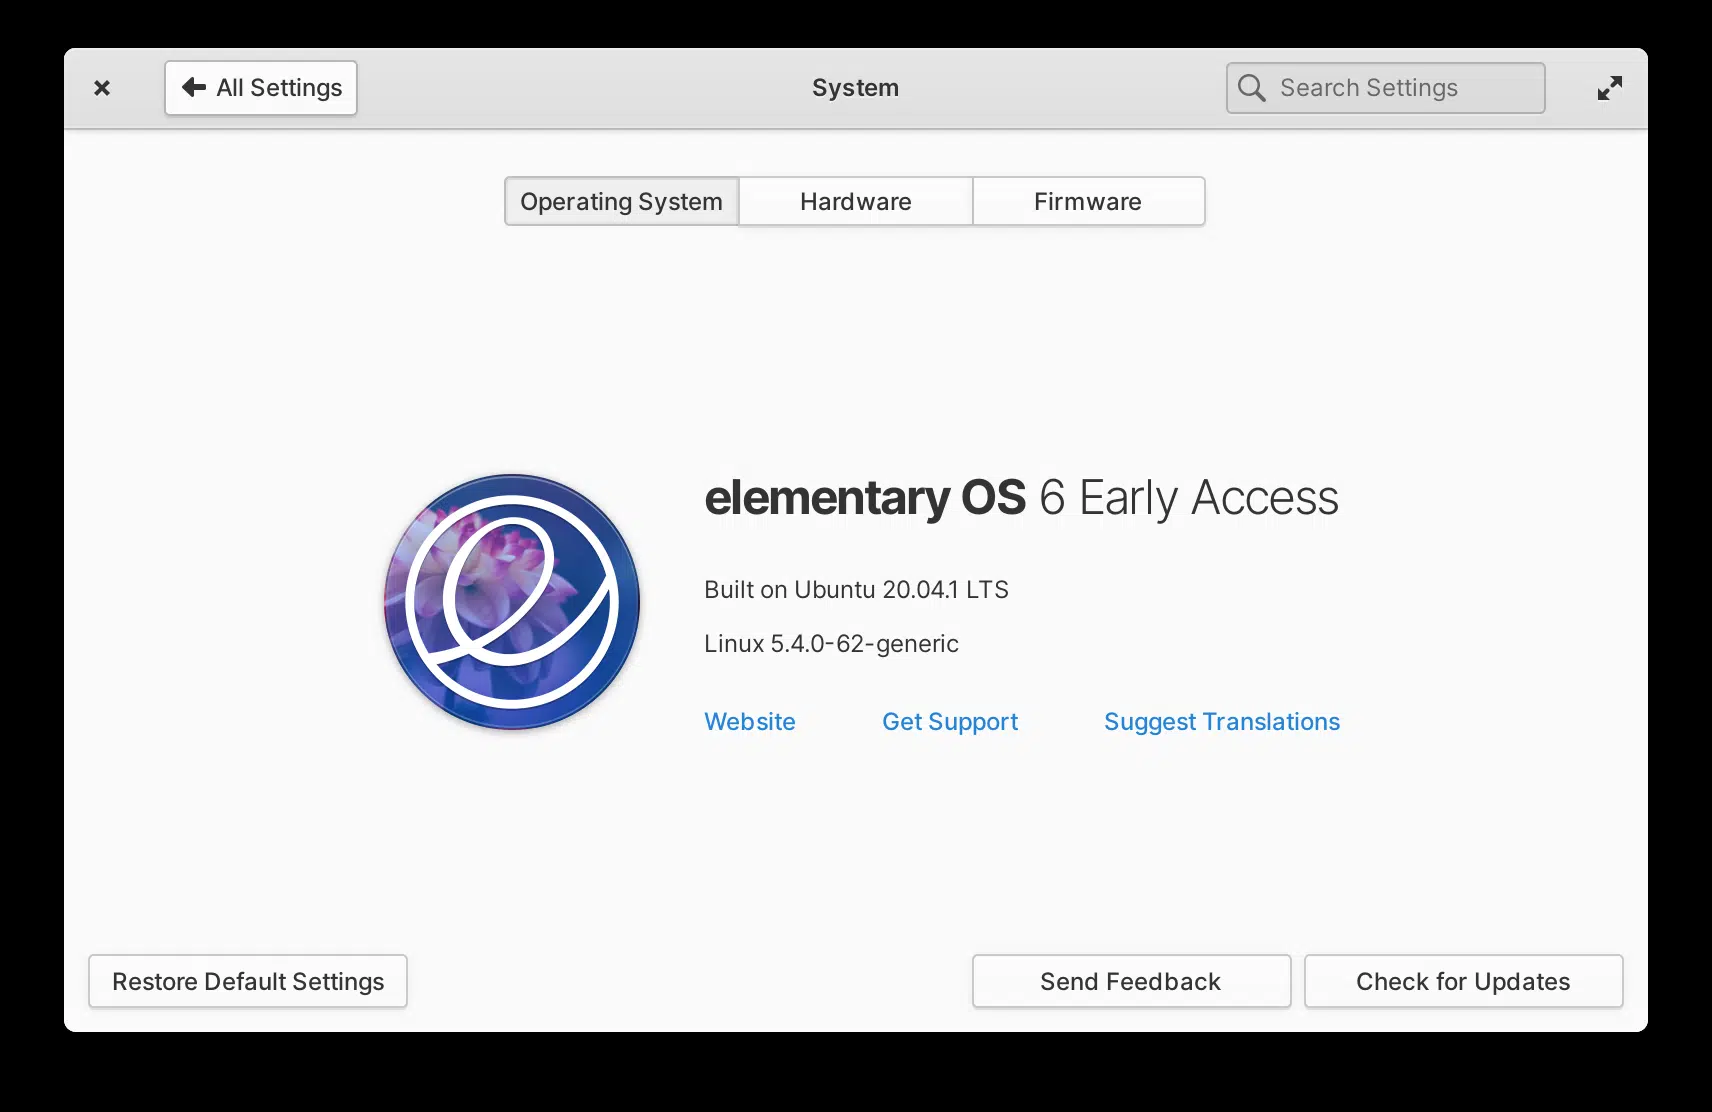 All Settings
System
Search Settings
Operating System
Hardware
Firmware
elementary OS 6 Early Access
Built on Ubuntu 20.04.1 LTS
Linux 5.4.0-62-generic
Website
Get Support
Suggest Translations
Restore Default Settings
Send Feedback
Check for Updates